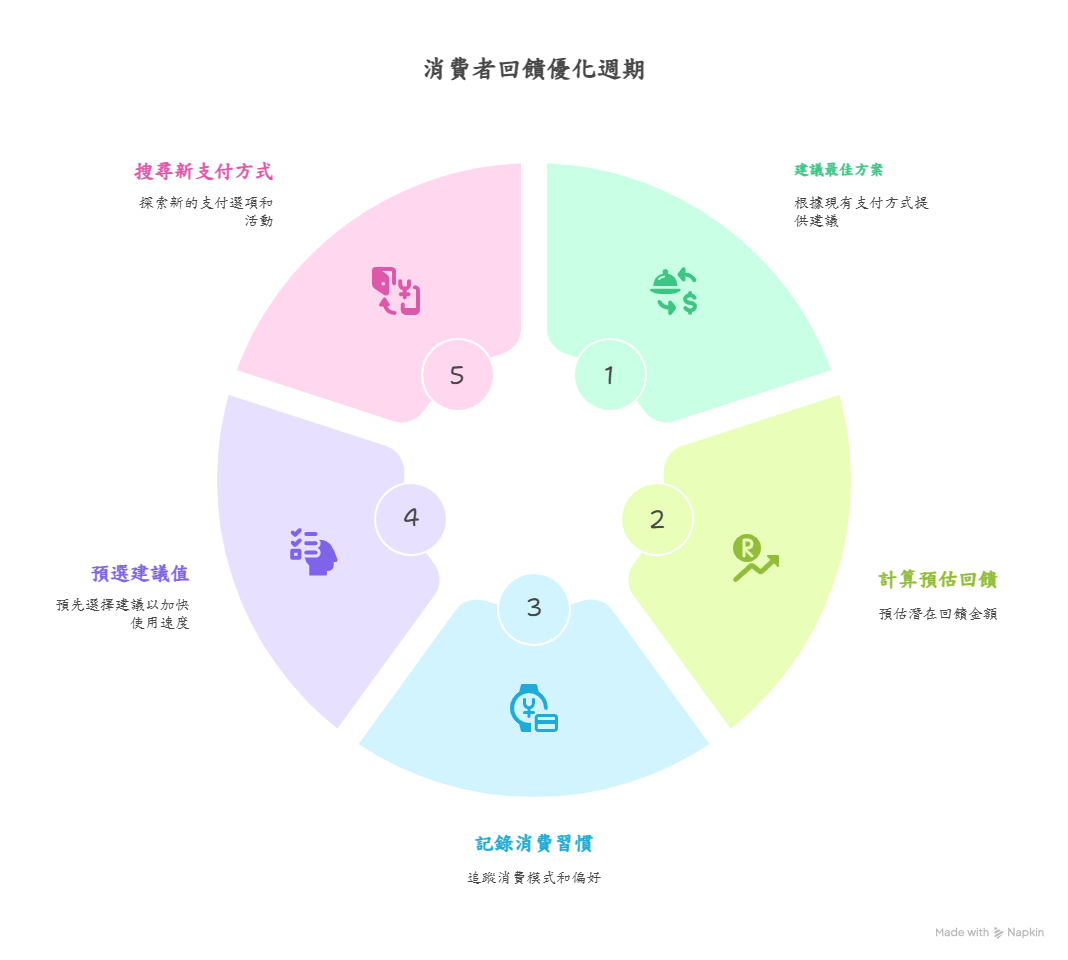 消費者回饋優化週期
搜尋新支付方式
探索新的支付選項和
活動
建議最佳方案
根據現有支付方式提
供建議
5
1
4
2
3
預選建議值
預先選擇建議以加快
使用速度
計算預估回饋
預估潛在回饋金額
記錄消費習慣
追蹤消費模式和偏好
Made with Napkin